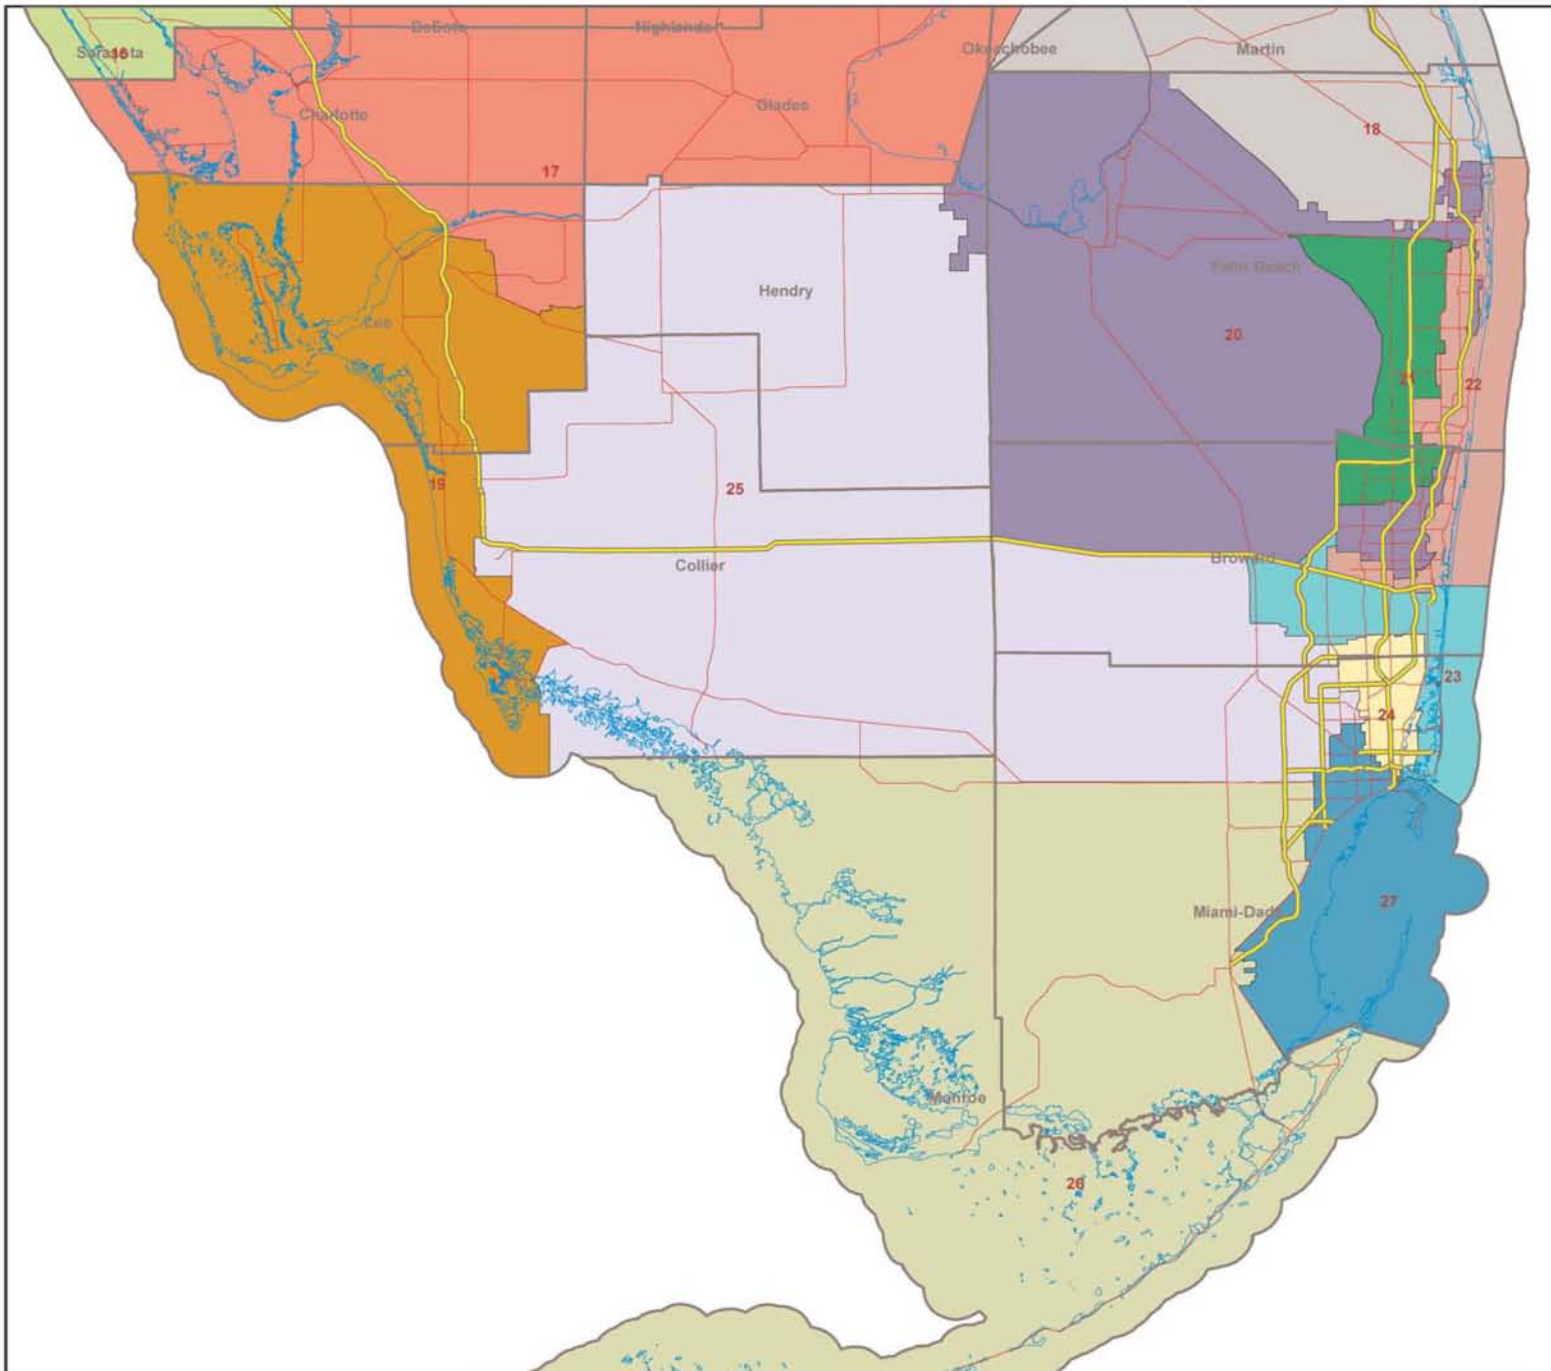 DeSoto
Highlands
Okeechobee
Martin
Sarasota
16
Glades
Charlotte
18
17
Palm Beach
Hendry
Lee
20
21
22
19
25
Broward
Collier
23
24
27
Miami-Dade
Monroe
26